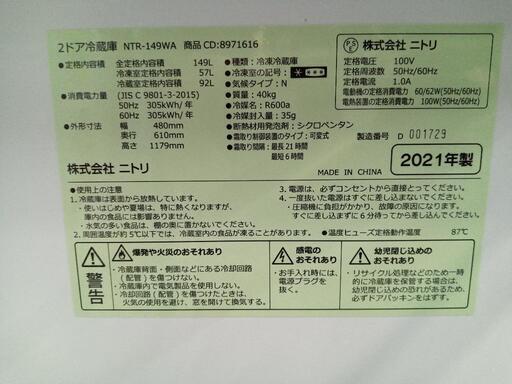 2ドア冷蔵庫 NTR-149WA 商品 CD:8971616
●定格内容積 全定格内容積 149L
冷凍室定格内容積 57L
冷蔵室定格内容積 92L
●消費電力量 (JIS C 9801-3-2015)
50Hz 305kWh/年
60Hz 305kWh/年
●外形寸法 幅 480mm
奥行 610mm
高さ 1179mm
●種類:冷凍冷蔵庫
●冷凍室の記号:
●気候タイプ:N
●質量:40kg
●冷媒名:R600a
●冷媒封入量:35g
●断熱材発泡剤:シクロペンタン
●霜取り制御装置のタイプ:可変式
●霜取り間隔:最長 21時間
最短 6時間
PSE
株式会社 ニトリ
定格電圧: 100V
定格周波数: 50Hz/60Hz
定格電流: 1.0A
電動機の定格消費電力 60/62W(50Hz/60Hz)
電熱装置の定格消費電力 100W(50Hz/60Hz)
製造番号 D 001729
株式会社 ニトリ
MADE IN CHINA
2021年製
●使用上の注意
1.冷蔵庫は表面から放熱しています。
・使いはじめや夏場は、特に熱くなりますが、
庫内の食品には影響ありません。
・水気の多い食品は、棚の奥に置かないでください。
2. 周囲温度が約 5℃以下では、冷蔵室内の食品が凍ることがあります。
3. 電源は、必ずコンセントから直接とってください。
4. 一度抜いた電源は、すぐに差し込まないでください。
・圧縮機に負担がかかり、故障の原因になります。
すぐに差し込まずに 6分待ってから差し込んでください。
●温度ヒューズ定格動作温度 87℃
警告
爆発や火災のおそれあり
・冷蔵庫背面・側面などにある冷却回路
(配管)を傷つけないでください。
・冷蔵庫内で電気製品を使用しない。
・冷却回路(配管)を傷つけたときは、
火気の使用を避け、窓を開けて換気する。
感電の
おそれあり
・お手入れ時には、
電源プラグを
抜く。
幼児閉じ込めの
おそれあり
・リサイクル処理などのため一時
的に冷蔵庫を保管する場合は、
幼児閉じ込めの恐れがあるため、
必ずドアパッキンをはずす。